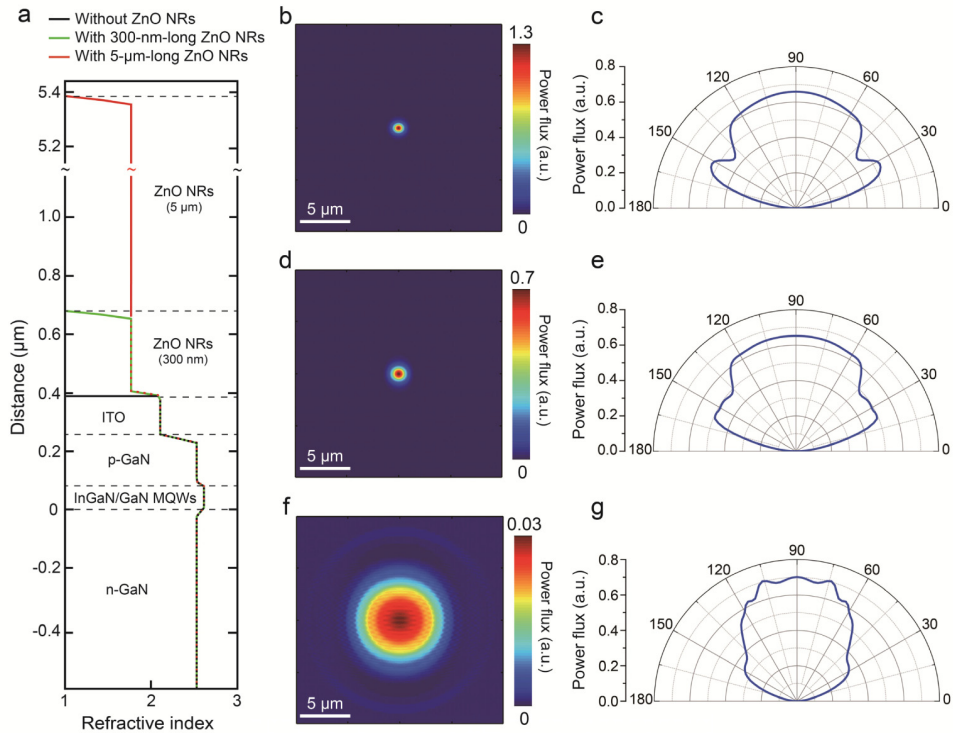 a
Without ZnO NRs
With 300-nm-long ZnO NRs
With 5-μm-long ZnO NRs
5.4
5.2
1.0
0.8
0.6
0.4
0.2
0
-0.2
-0.4
Distance (μm)
~
~
~
ZnO NRs
(5 μm)
ZnO NRs
(300 nm)
ITO
p-GaN
InGaN/GaN MQWs
n-GaN
1
2
3
Refractive index
b
5 μm
1.3
0
Power flux (a.u.)
c
Power flux (a.u.)
0.8
0.6
0.4
0.2
0.0
180
150
120
90
60
30
0
d
5 μm
0.7
0
Power flux (a.u.)
e
Power flux (a.u.)
0.8
0.6
0.4
0.2
0.0
180
150
120
90
60
30
0
f
5 μm
0.03
0
Power flux (a.u.)
g
Power flux (a.u.)
0.8
0.6
0.4
0.2
0.0
180
150
120
90
60
30
0